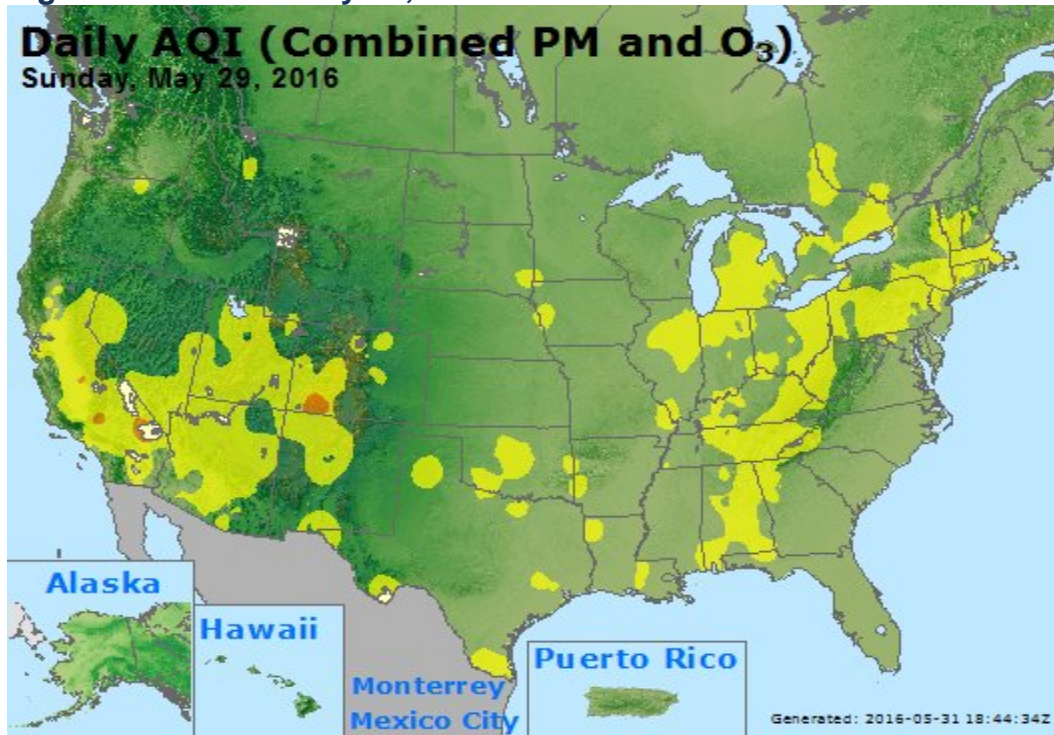 Daily AQI (Combined PM and O₃)
Sunday, May 29, 2016
Alaska
Hawaii
Puerto Rico
Monterrey
Mexico City
Generated: 2016-05-31 18:44:34Z